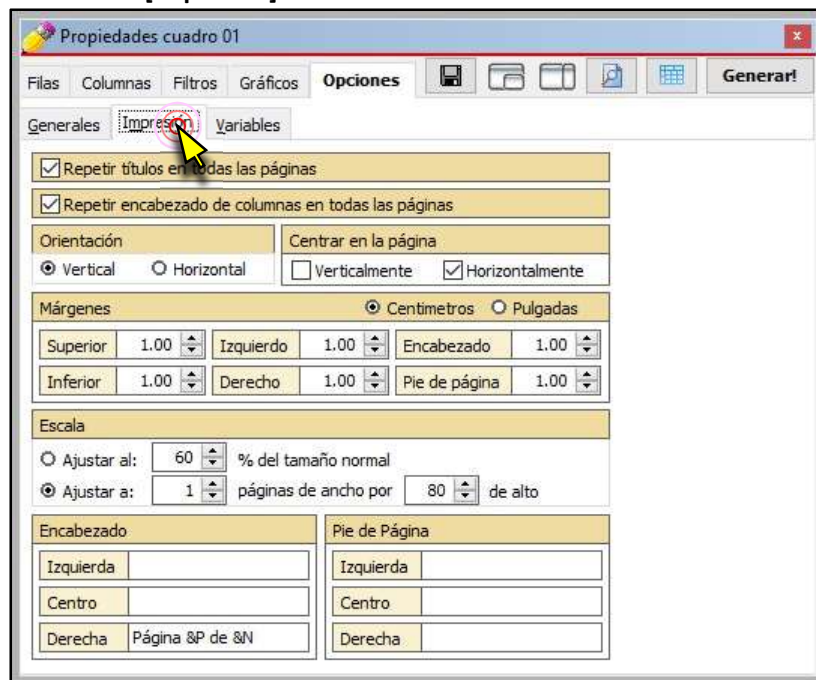 Propiedades cuadro 01
Filas Columnas Filtros Gráficos Opciones Generar!
Generales Impresión Variables
Repetir títulos en todas las páginas
Repetir encabezado de columnas en todas las páginas
Orientación Centrar en la página
Vertical Horizontal Verticalmente Horizontalmente
Márgenes Centimetros Pulgadas
Superior 1.00 Izquierdo 1.00 Encabezado 1.00
Inferior 1.00 Derecho 1.00 Pie de página 1.00
Escala
Ajustar al: 60 % del tamaño normal
Ajustar a: 1 páginas de ancho por 80 de alto
Encabezado Pie de Página
Izquierda Izquierda
Centro Centro
Derecha Página &P de &N Derecha